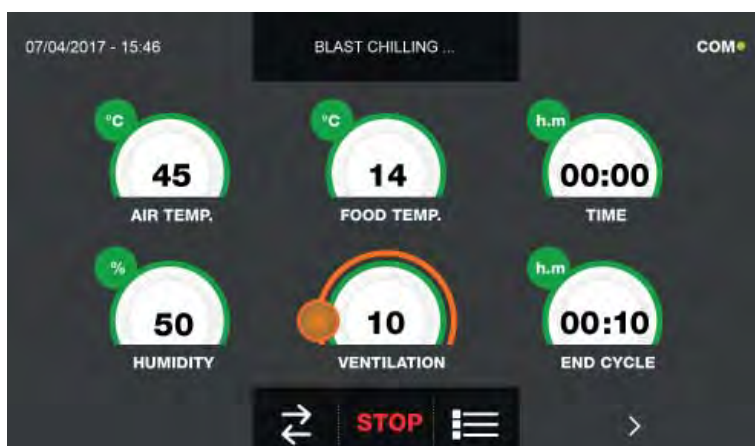 07/04/2017 - 15:46
BLAST CHILLING ...
COM
°C
45
AIR TEMP.
°C
14
FOOD TEMP.
h.m
00:00
TIME
%
50
HUMIDITY
10
VENTILATION
h.m
00:10
END CYCLE
STOP